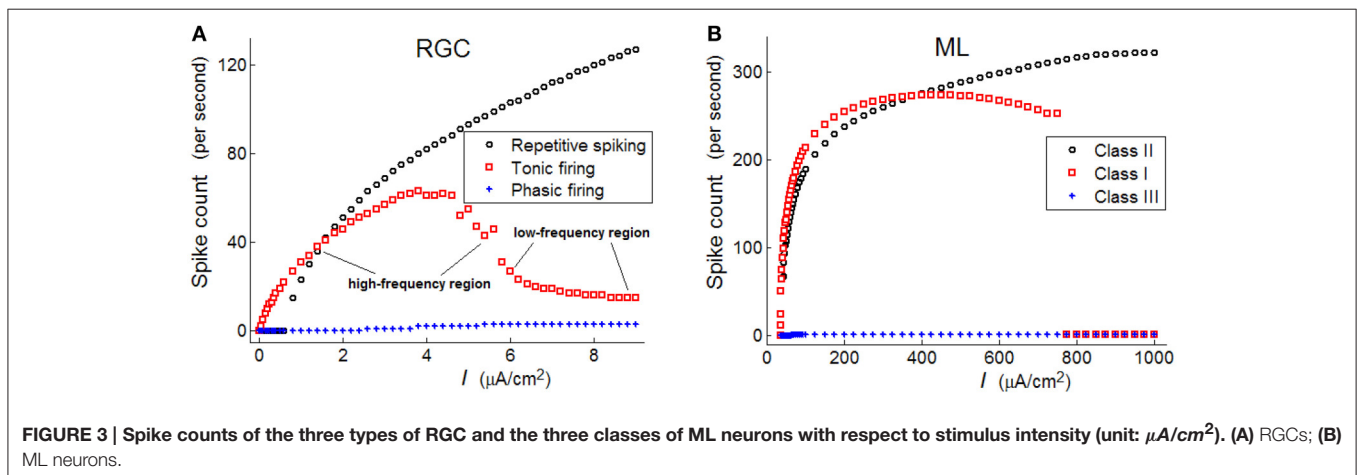 A
RGC
Spike count (per second)
120
80
40
0
Repetitive spiking
Tonic firing
Phasic firing
low-frequency region
high-frequency region
0 2 4 6 8
I (μA/cm²)
B
ML
Spike count (per second)
300
200
100
0
Class II
Class I
Class III
0 200 400 600 800 1000
I (μA/cm²)
FIGURE 3 | Spike counts of the three types of RGC and the three classes of ML neurons with respect to stimulus intensity (unit: μA/cm²). (A) RGCs; (B)
ML neurons.